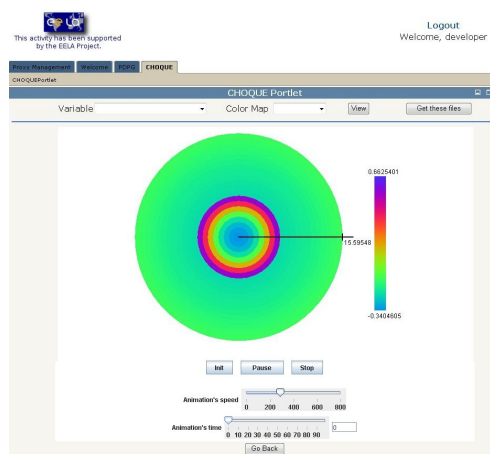 This activity has been supported
by the EELA Project.
Logout
Welcome, developer
Proxy Management Welcome PCPG CHOQUE
CHOQUEPortlet
CHOQUE Portlet
Variable Color Map View Get these files
0.6625401
15.59548
-0.3404605
Init Pause Stop
Animation's speed
0 200 400 600 800
Animation's time
0
0 10 20 30 40 50 60 70 80 90
Go Back